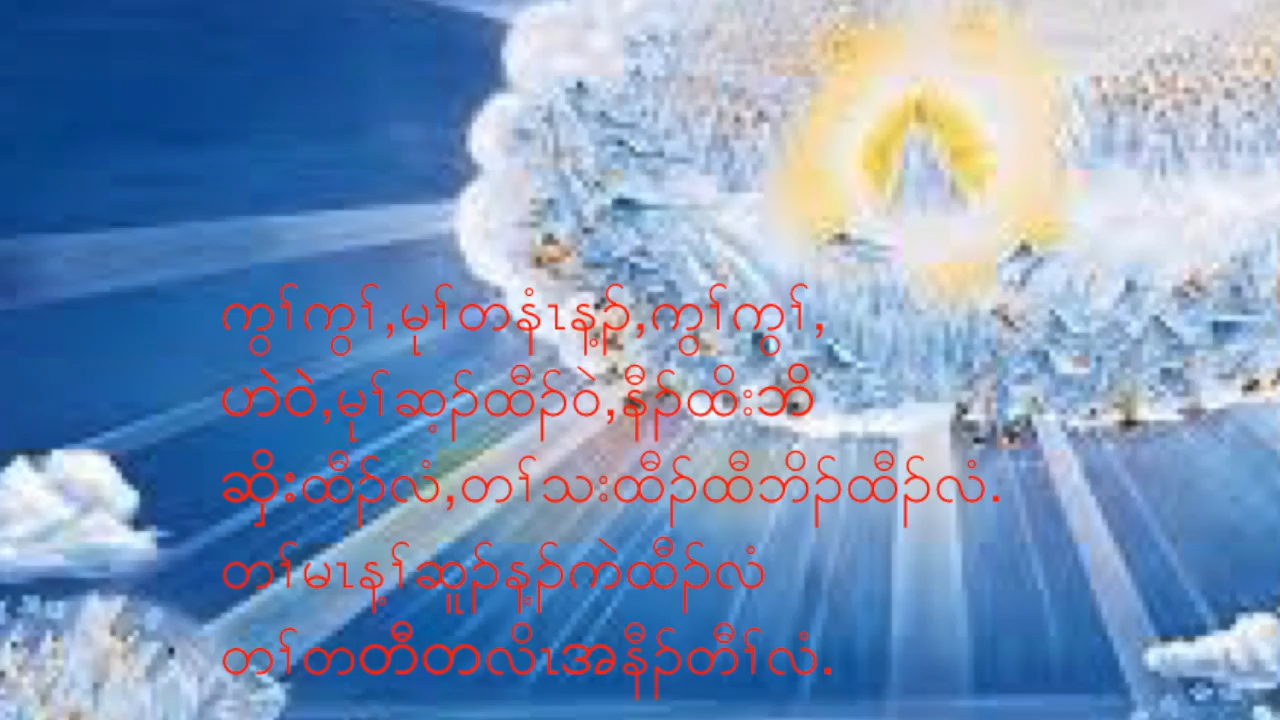 ကွၢ်ကွၢ်,မုၢ်တနံၤန့ၣ်,ကွၢ်ကွၢ်,
ဟဲဝဲ,မုၢ်ဆ့ၣ်ထီၣ်ဝဲ,နီၣ်ထိးဘိ
ဆှိးထီၣ်လံ,တၢ်သးထီၣ်ထီဘိၣ်ထီၣ်လံ.
တၢ်မၤန့ၢ်ဆူၣ်န့ၣ်ကဲထီၣ်လံ
တၢ်တတီတလိၤအနီၣ်တီၢ်လံ.